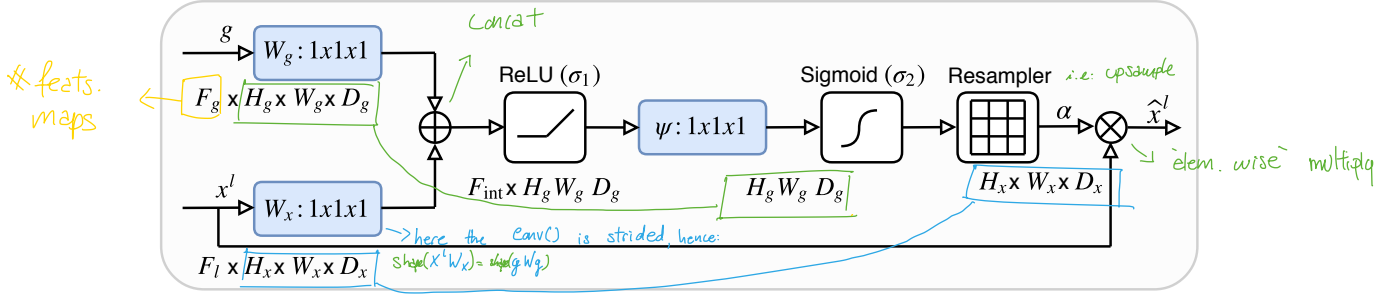 Concat
g
W_g : 1x1x1
ReLU (σ_1)
Sigmoid (σ_2)
Resampler
i.e: upsample
# feats.
maps
F_g x H_g x W_g x D_g
ψ : 1x1x1
α
x̂^l
"elem. wise" multiply
x^l
W_x : 1x1x1
F_int x H_g W_g D_g
H_g W_g D_g
H_x x W_x x D_x
here the Conv() is strided, hence:
F_l x H_x x W_x x D_x
shape(x^l W_x) = shape(g W_g)